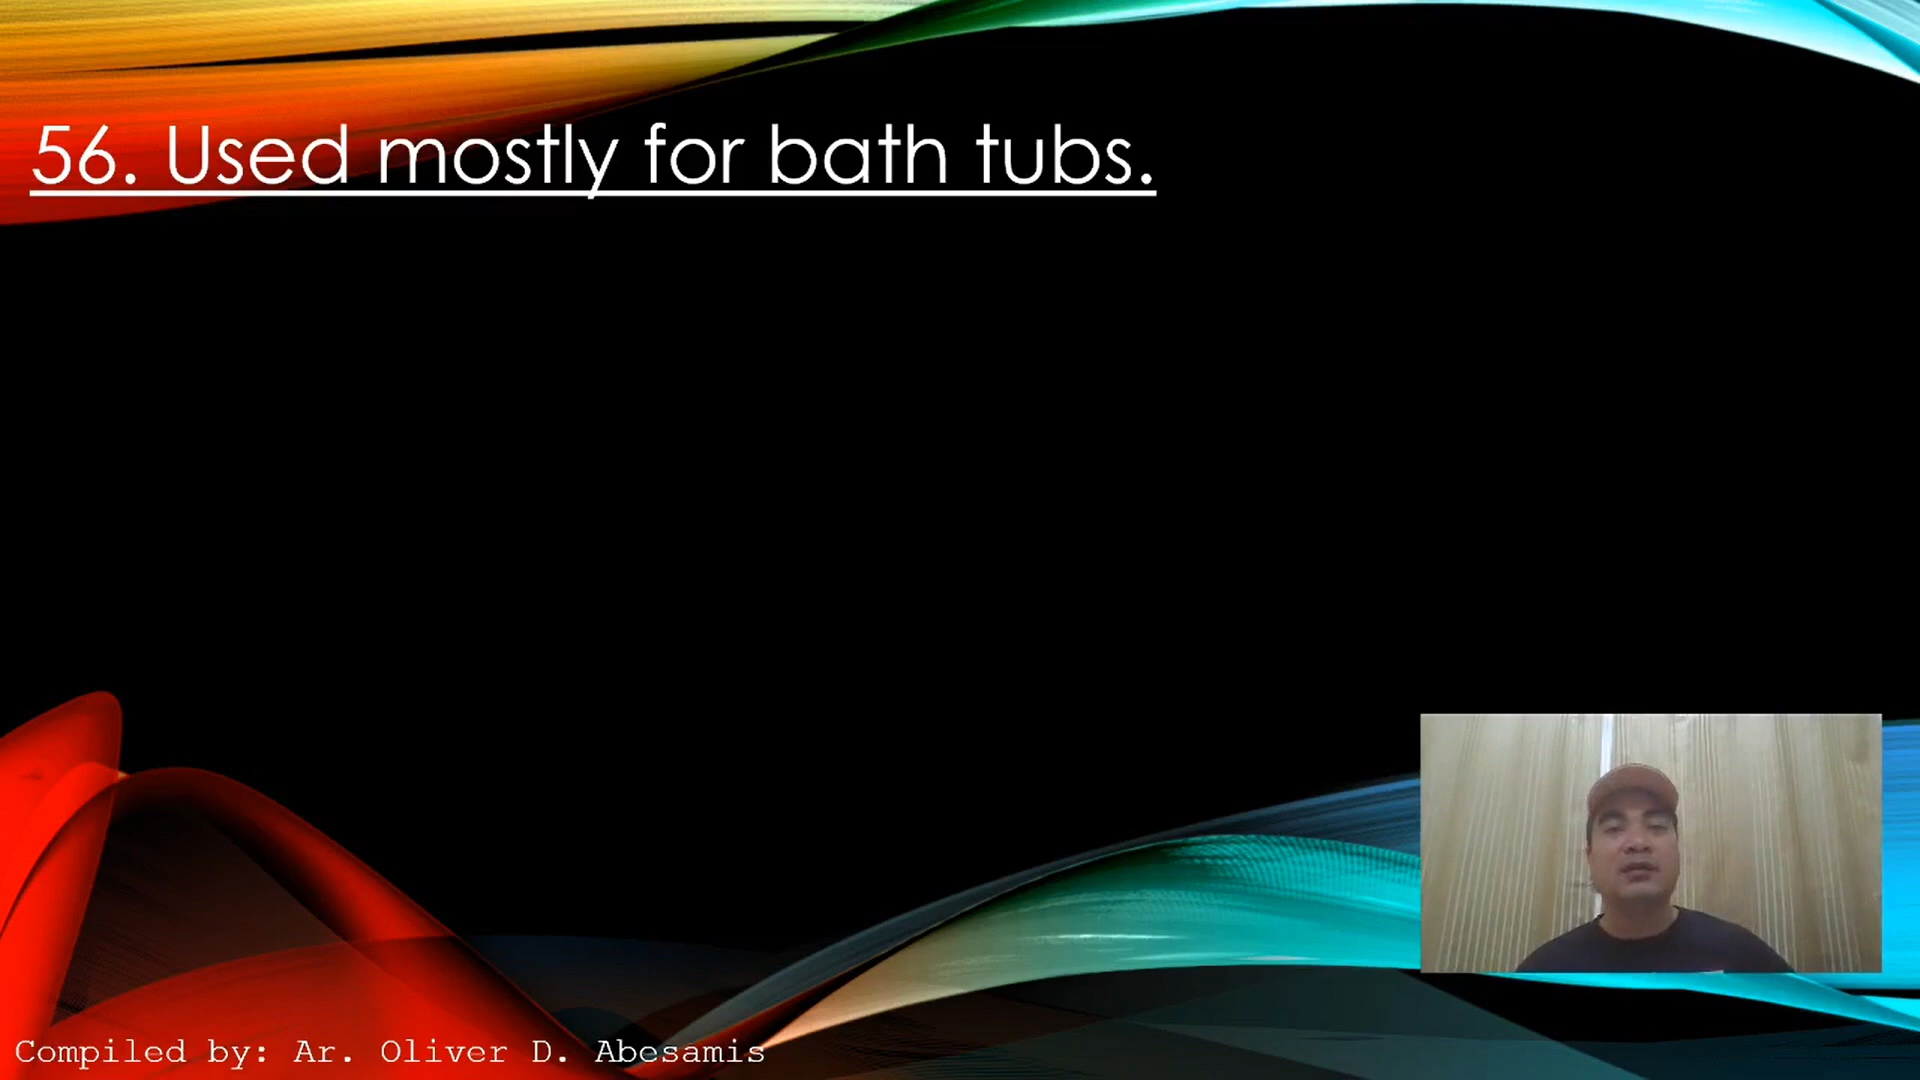 56. Used mostly for bath tubs.
Compiled by: Ar. Oliver D. Abesamis